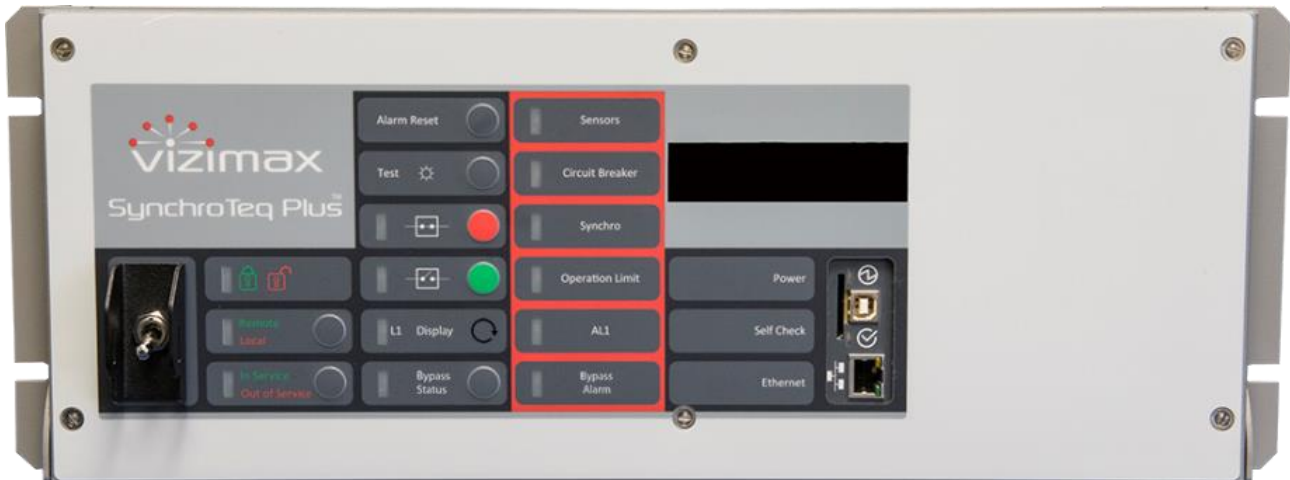 vizimax
SynchroTeq Plus™
Remote
Local
In Service
Out of Service
Alarm Reset
Test
L1 Display
Bypass
Status
Sensors
Circuit Breaker
Synchro
Operation Limit
AL1
Bypass
Alarm
Power
Self Check
Ethernet